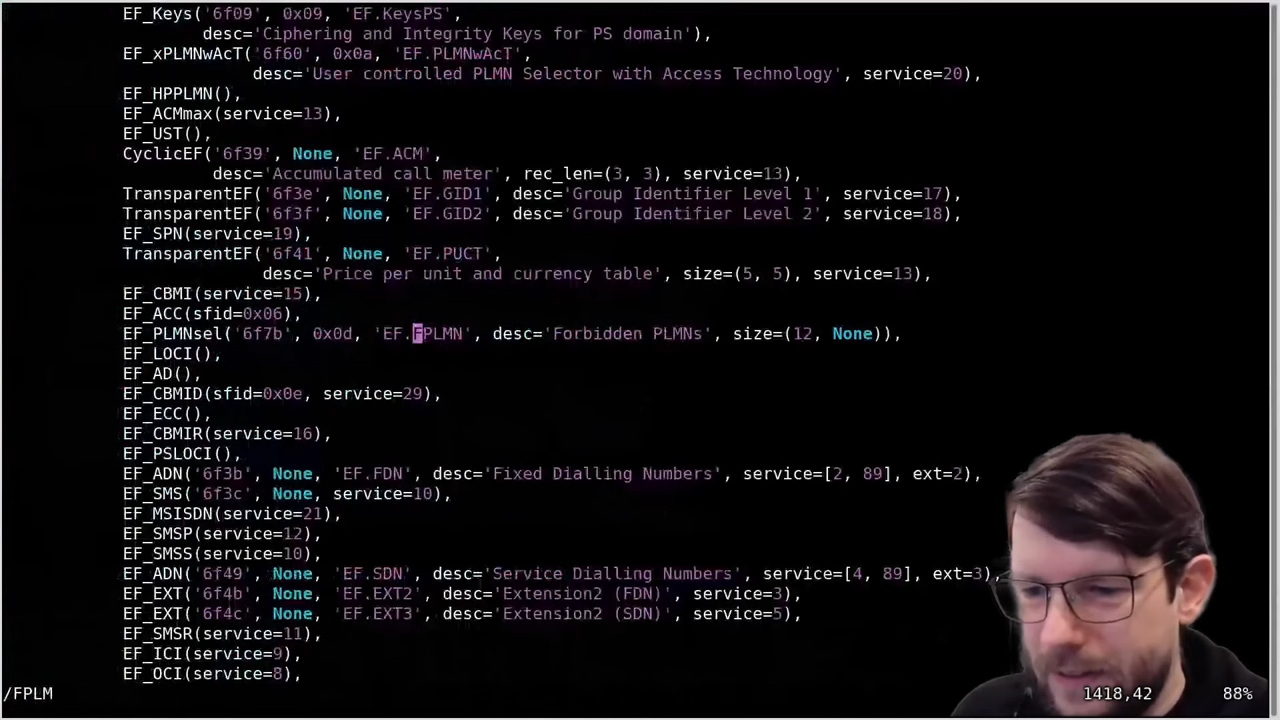 EF_Keys('6f09', 0x09, 'EF.KeysPS',
desc='Ciphering and Integrity Keys for PS domain'),
EF_xPLMNwAcT('6f60', 0x0a, 'EF.PLMNwAcT',
desc='User controlled PLMN Selector with Access Technology', service=20),
EF_HPPLMN(),
EF_ACMmax(service=13),
EF_UST(),
CyclicEF('6f39', None, 'EF.ACM',
desc='Accumulated call meter', rec_len=(3, 3), service=13),
TransparentEF('6f3e', None, 'EF.GID1', desc='Group Identifier Level 1', service=17),
TransparentEF('6f3f', None, 'EF.GID2', desc='Group Identifier Level 2', service=18),
EF_SPN(service=19),
TransparentEF('6f41', None, 'EF.PUCT',
desc='Price per unit and currency table', size=(5, 5), service=13),
EF_CBMI(service=15),
EF_ACC(sfid=0x06),
EF_PLMNsel('6f7b', 0x0d, 'EF.FPLMN', desc='Forbidden PLMNs', size=(12, None)),
EF_LOCI(),
EF_AD(),
EF_CBMID(sfid=0x0e, service=29),
EF_ECC(),
EF_CBMIR(service=16),
EF_PSLOCI(),
EF_ADN('6f3b', None, 'EF.FDN', desc='Fixed Dialling Numbers', service=[2, 89], ext=2),
EF_SMS('6f3c', None, service=10),
EF_MSISDN(service=21),
EF_SMSP(service=12),
EF_SMSS(service=10),
EF_ADN('6f49', None, 'EF.SDN', desc='Service Dialling Numbers', service=[4, 89], ext=3),
EF_EXT('6f4b', None, 'EF.EXT2', desc='Extension2 (FDN)', service=3),
EF_EXT('6f4c', None, 'EF.EXT3', desc='Extension2 (SDN)', service=5),
EF_SMSR(service=11),
EF_ICI(service=9),
EF_OCI(service=8),
/FPLM 1418,42 88%